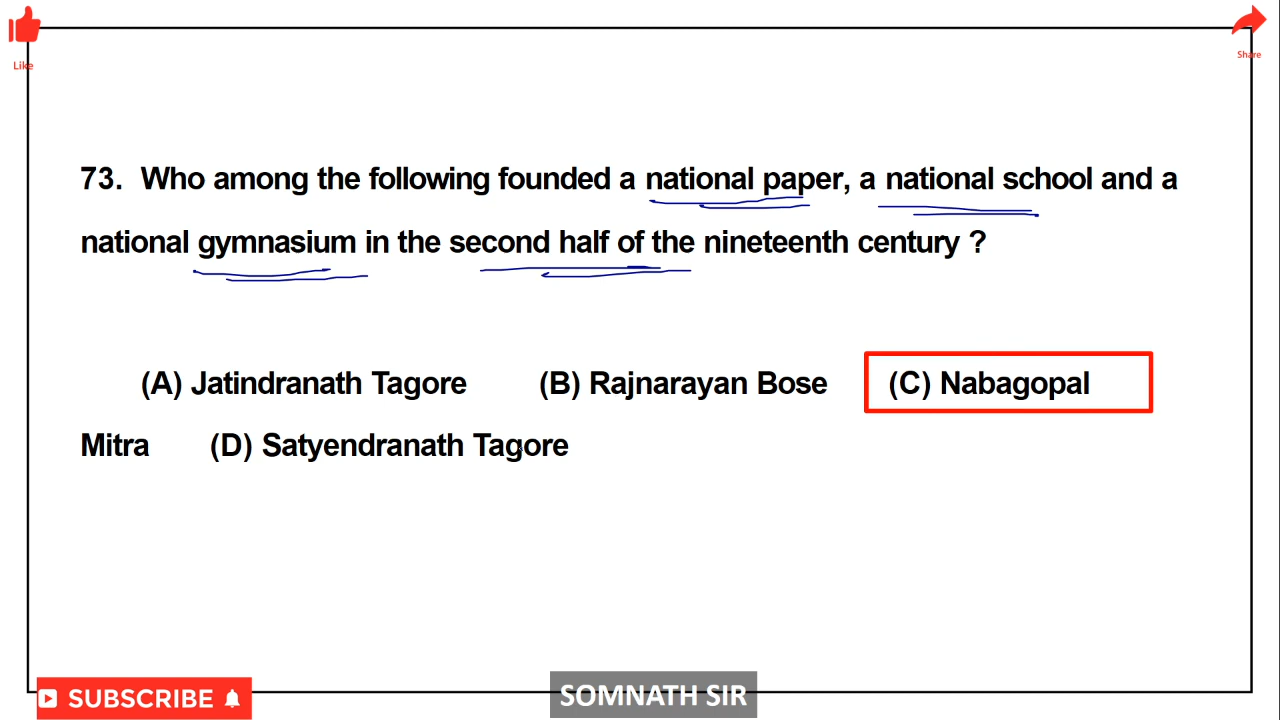 Like
Share
73. Who among the following founded a national paper, a national school and a
national gymnasium in the second half of the nineteenth century ?
(A) Jatindranath Tagore (B) Rajnarayan Bose (C) Nabagopal
Mitra (D) Satyendranath Tagore
SUBSCRIBE
SOMNATH SIR